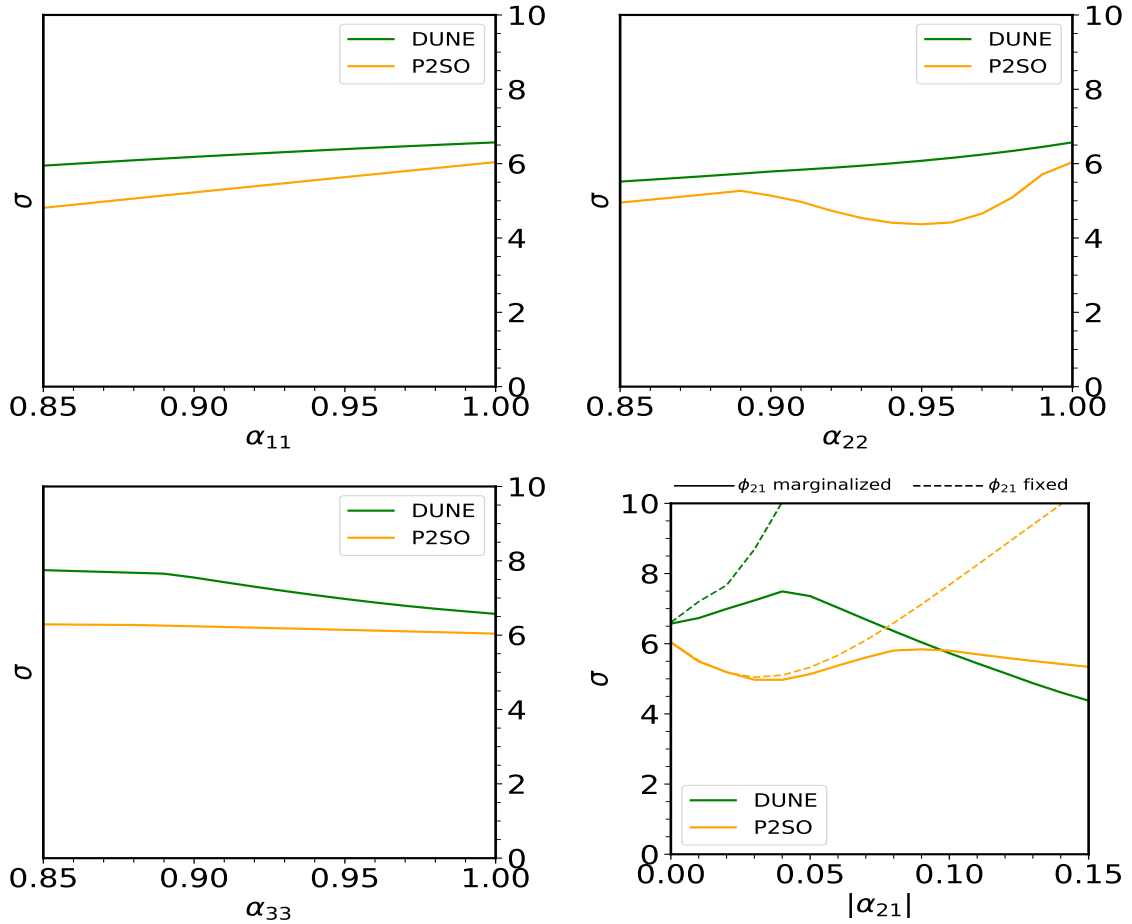 10
8
6
4
2
0
σ
DUNE
P2SO
0.85 0.90 0.95 1.00
α₁₁
10
8
6
4
2
0
σ
DUNE
P2SO
0.85 0.90 0.95 1.00
α₂₂
10
8
6
4
2
0
σ
DUNE
P2SO
0.85 0.90 0.95 1.00
α₃₃
ϕ₂₁ marginalized ϕ₂₁ fixed
10
8
6
4
2
0
σ
DUNE
P2SO
0.00 0.05 0.10 0.15
|α₂₁|